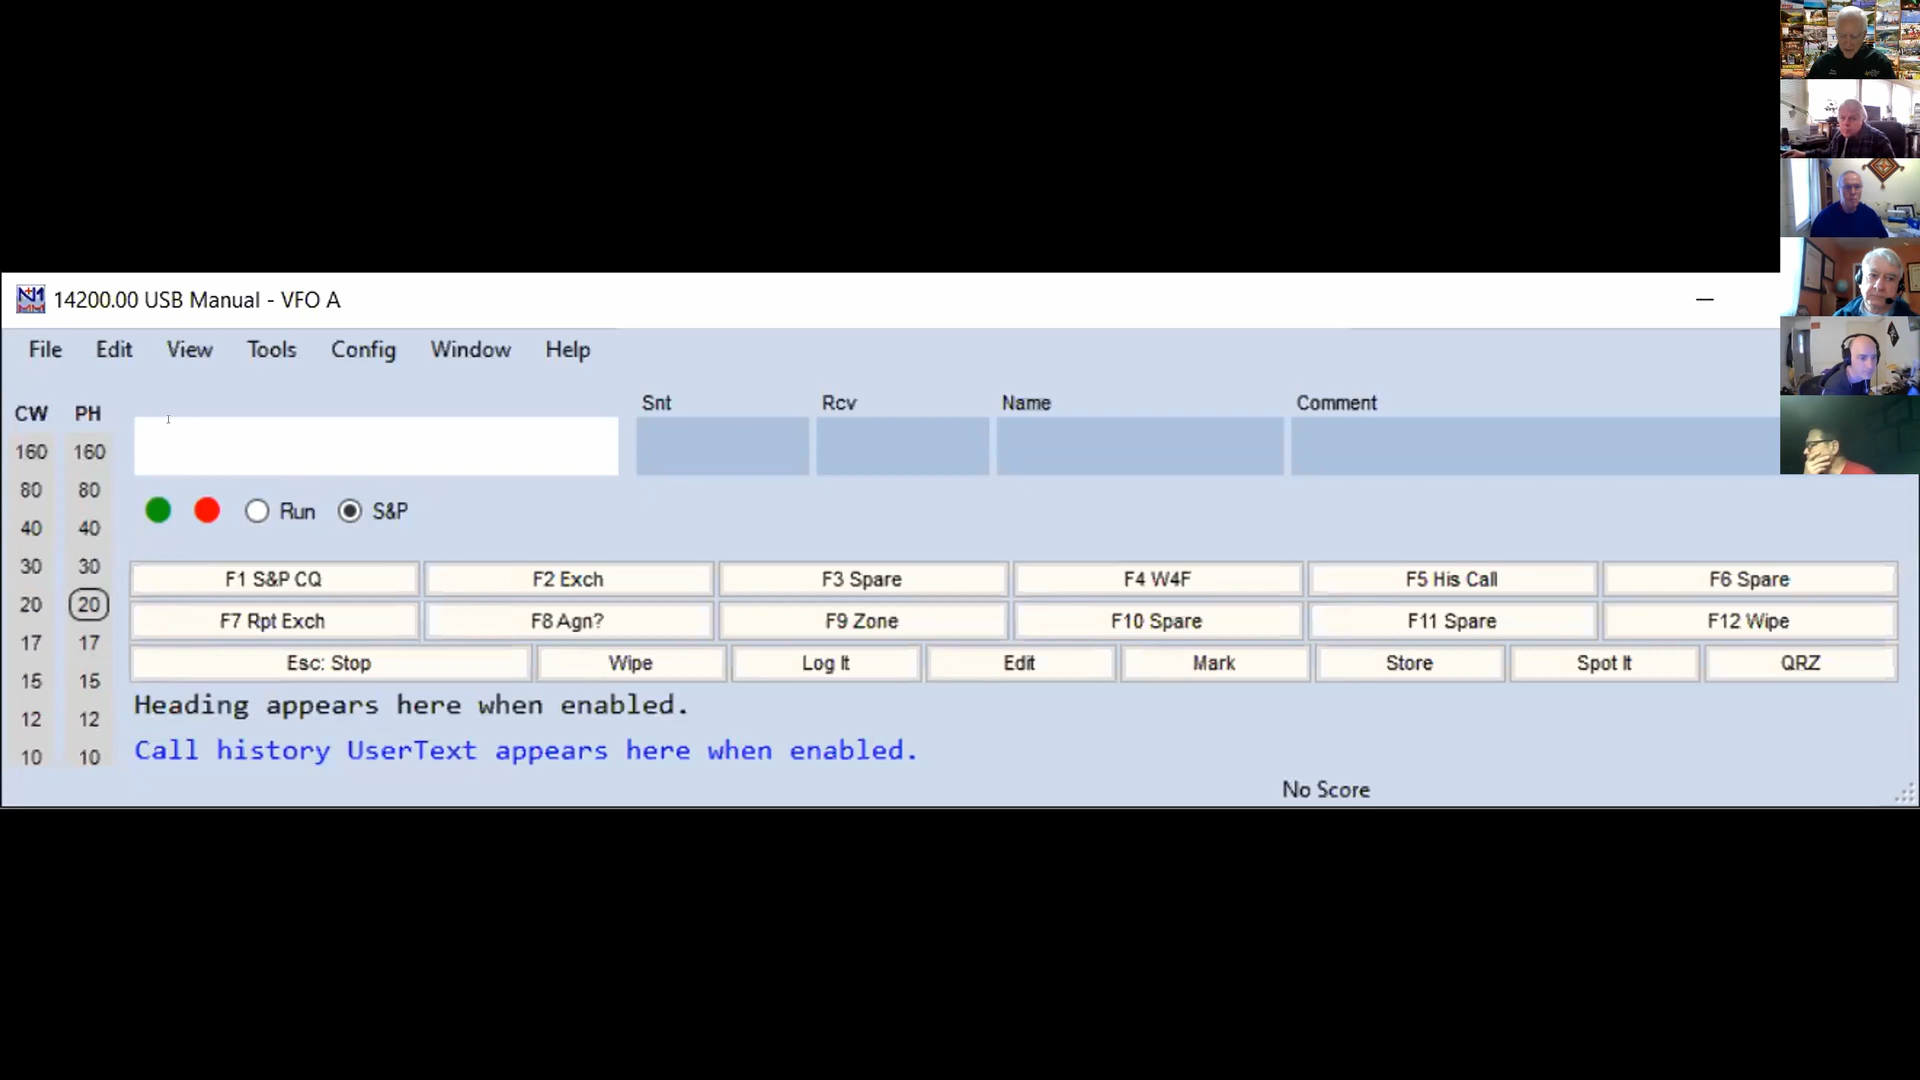 14200.00 USB Manual - VFO A
File Edit View Tools Config Window Help
Snt Rcv Name Comment
CW PH
160 160
80 80
40 40
30 30
20 20
17 17
15 15
12 12
10 10
Run S&P
F1 S&P CQ F2 Exch F3 Spare F4 W4F F5 His Call F6 Spare
F7 Rpt Exch F8 Agn? F9 Zone F10 Spare F11 Spare F12 Wipe
Esc: Stop Wipe Log It Edit Mark Store Spot It QRZ
Heading appears here when enabled.
Call history UserText appears here when enabled.
No Score